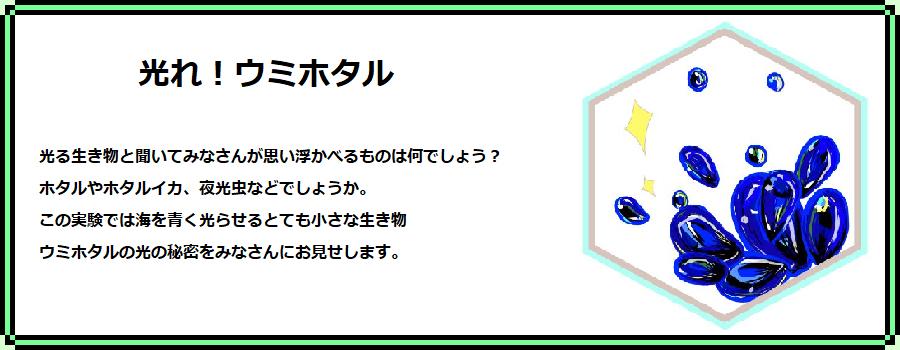 光れ！ウミホタル
光る生き物と聞いてみなさんが思い浮かべるものは何でしょう？
ホタルやホタルイカ、夜光虫などでしょうか。
この実験では海を青く光らせるとても小さな生き物
ウミホタルの光の秘密をみなさんにお見せします。